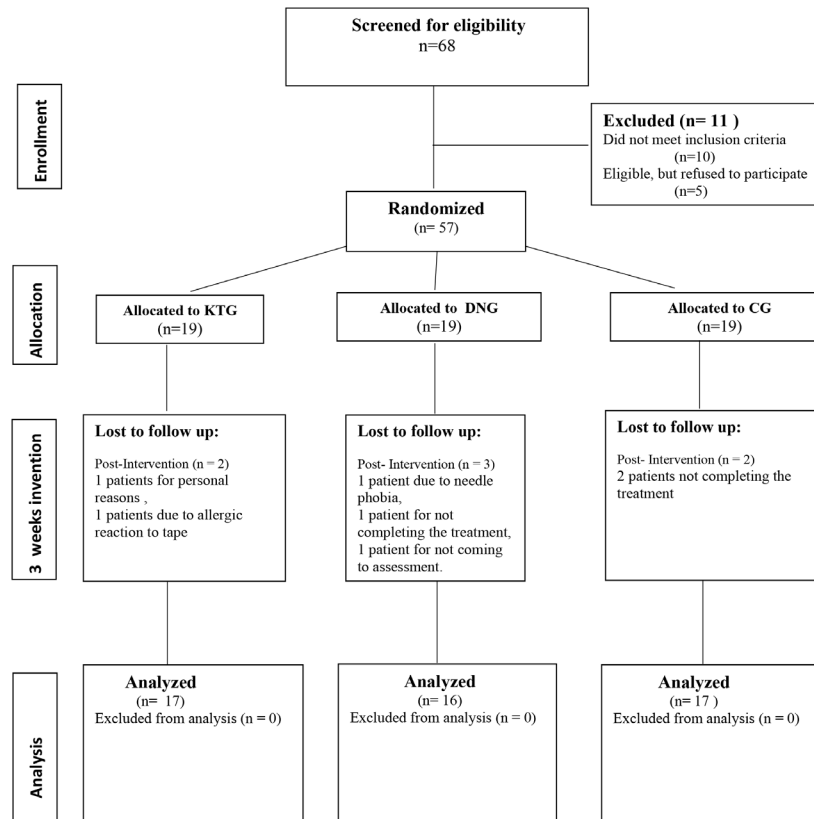 Screened for eligibility
n=68
Enrollment
Excluded (n= 11 )
Did not meet inclusion criteria
(n=10)
Eligible, but refused to participate
(n=5)
Randomized
(n= 57)
Allocation
Allocated to KTG
(n=19)
Allocated to  DNG
(n=19)
Allocated to CG
(n=19)
3  weeks invention
Lost to follow up:
Post-Intervention (n = 2)
1 patients for personal
reasons ,
1 patients due to allergic
reaction to tape
Lost to follow up:
Post- Intervention (n = 3)
1 patient due to needle
phobia,
1 patient for not
completing the treatment,
1 patient for not coming
to assessment.
Lost to follow up:
Post- Intervention (n = 2)
2 patients not completing the
treatment
Analysis
Analyzed
(n=  17)
Excluded from analysis (n = 0)
Analyzed
(n= 16)
Excluded from analysis (n = 0)
Analyzed
(n= 17 )
Excluded from analysis (n = 0)